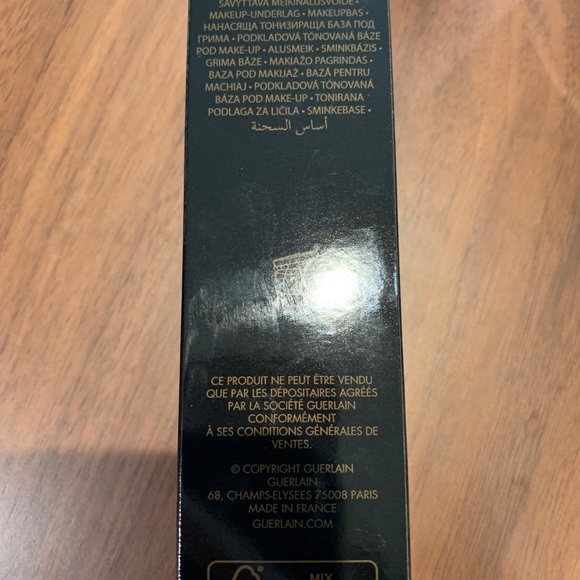 SÄVYTTÄVÄ MEIKINALUSVOIDE •
MAKEUP-UNDERLAG • MAKEUPBAS •
НАНАСЯЩА ТОНИЗИРАЩА БАЗА ПОД
ГРИМА • PODKLADOVÁ TÓNOVANÁ BÁZE
POD MAKE-UP • ALUSMEIK • SMINKBÁZIS •
GRIMA BĀZE • MAKIAŽO PAGRINDAS •
BAZA POD MAKIJAŻ • BAZĂ PENTRU
MACHIAJ • PODKLADOVÁ TÓNOVANÁ
BÁZA POD MAKE-UP • TONIRANA
PODLAGA ZA LIČILA • SMINKEBASE •
أساس السحنة
CE PRODUIT NE PEUT ÊTRE VENDU
QUE PAR LES DÉPOSITAIRES AGRÉÉS
PAR LA SOCIÉTÉ GUERLAIN
CONFORMÉMENT
À SES CONDITIONS GÉNÉRALES DE
VENTES.
© COPYRIGHT GUERLAIN
GUERLAIN
68, CHAMPS-ELYSEES 75008 PARIS
MADE IN FRANCE
GUERLAIN.COM
MIX